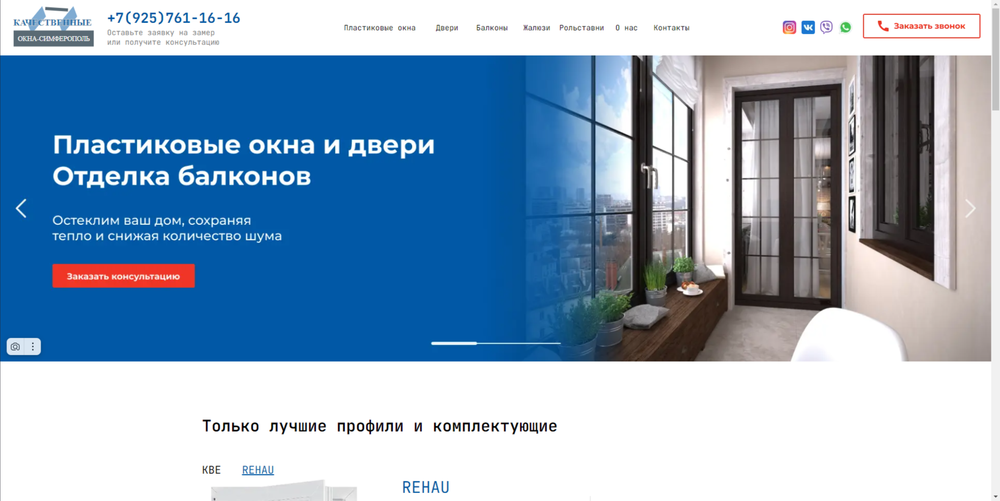 КАЧЕСТВЕННЫЕ
ОКНА-СИМФЕРОПОЛЬ
+7(925)761-16-16
Оставьте заявку на замер
или получите консультацию
Пластиковые окна
Двери
Балконы
Жалюзи
Рольставни
О нас
Контакты
Заказать звонок
Пластиковые окна и двери
Отделка балконов
Остеклим ваш дом, сохраняя
тепло и снижая количество шума
Заказать консультацию
Только лучшие профили и комплектующие
КВЕ
REHAU
REHAU